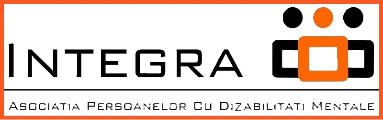 INTEGRA
ASOCIATIA PERSOANELOR CU DIZABILITATI MENTALE